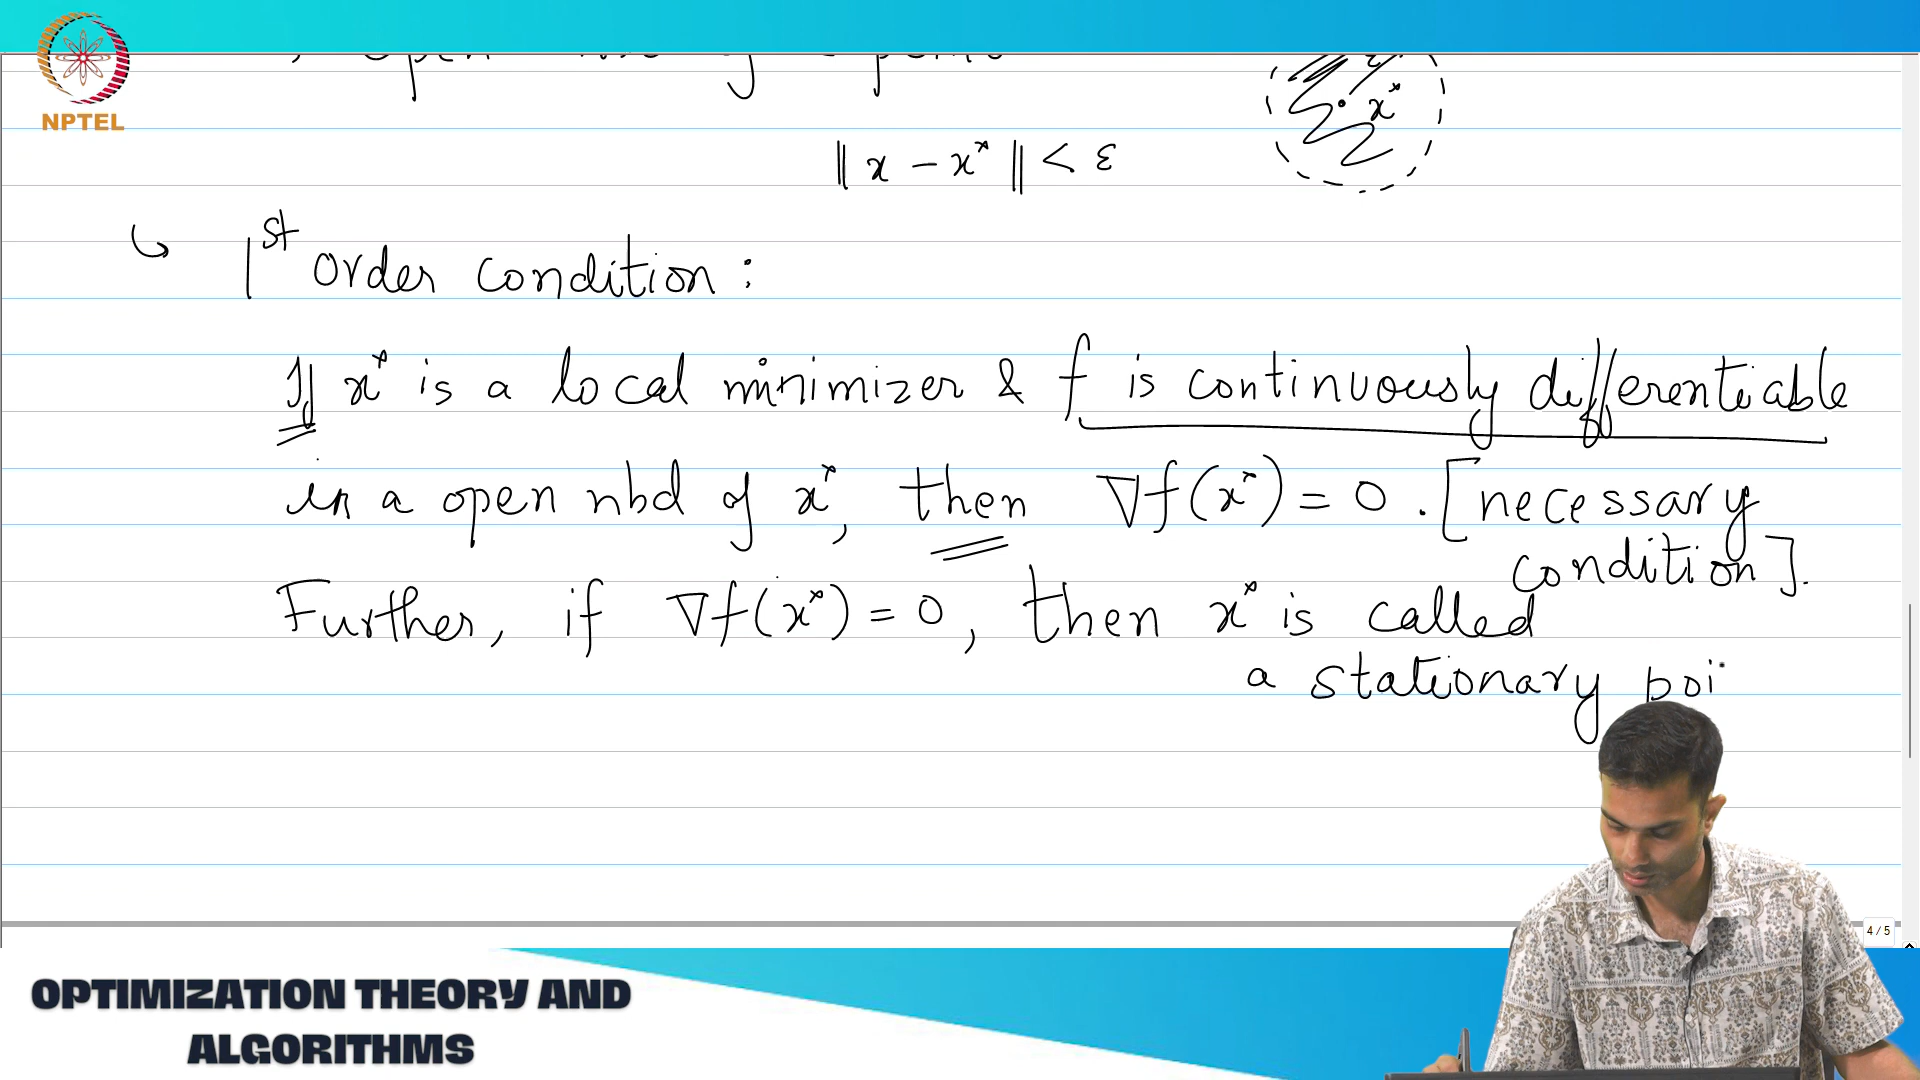 NPTEL
x*
‖ x - x* ‖ < ε
↳ 1st order condition:
If x* is a local minimizer & f is continuously differentiable
in a open nbd of x*, then ∇f(x*) = 0. [necessary
condition].
Further, if ∇f(x*) = 0, then x* is called
a stationary poi
4 / 5
OPTIMIZATION THEORY AND
ALGORITHMS